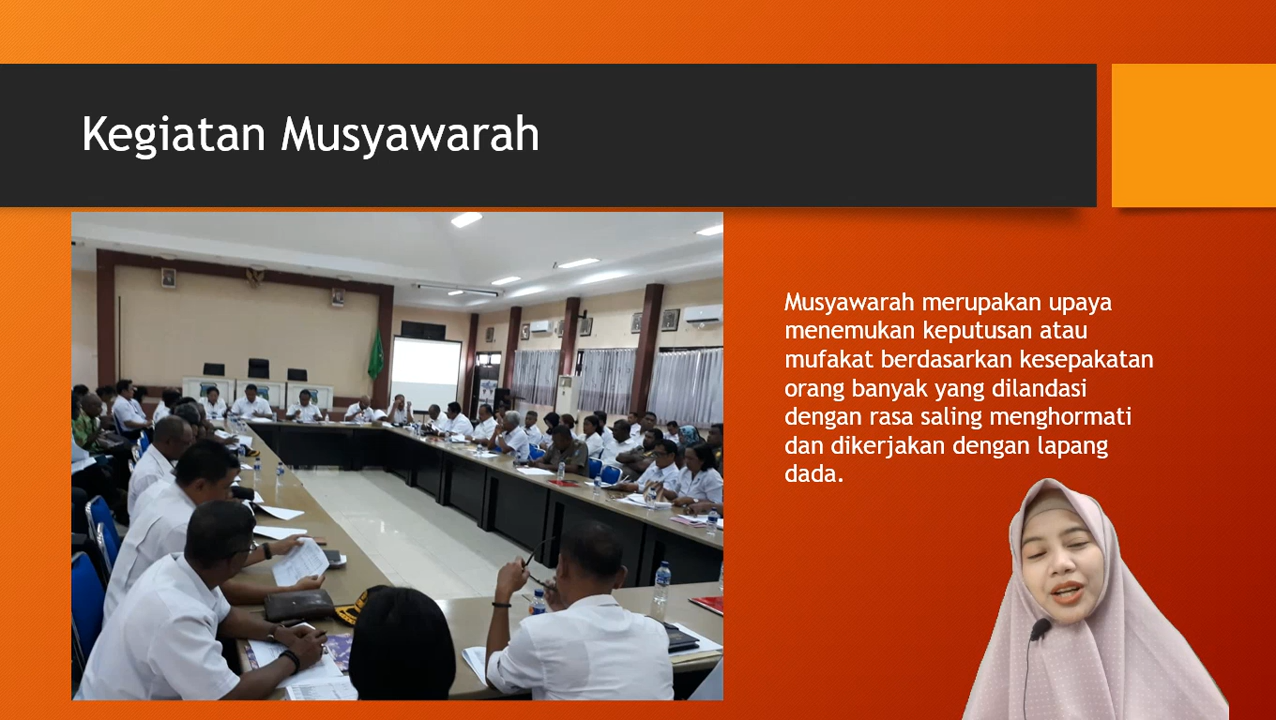 Kegiatan Musyawarah
Musyawarah merupakan upaya
menemukan keputusan atau
mufakat berdasarkan kesepakatan
orang banyak yang dilandasi
dengan rasa saling menghormati
dan dikerjakan dengan lapang
dada.